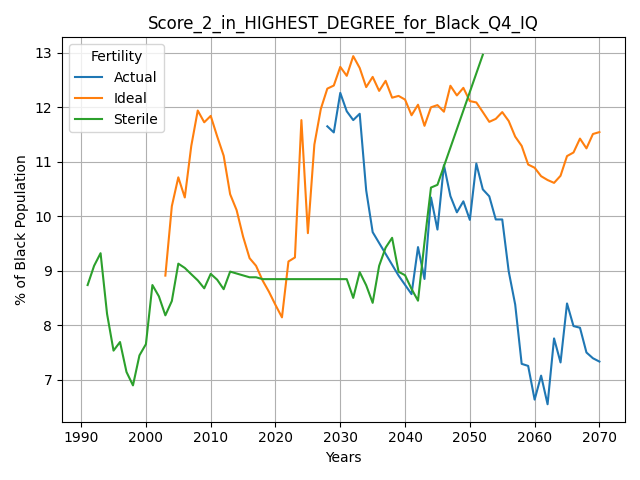 Score_2_in_HIGHEST_DEGREE_for_Black_Q4_IQ
Fertility
Actual
Ideal
Sterile
% of Black Population
13
12
11
10
9
8
7
1990 2000 2010 2020 2030 2040 2050 2060 2070
Years